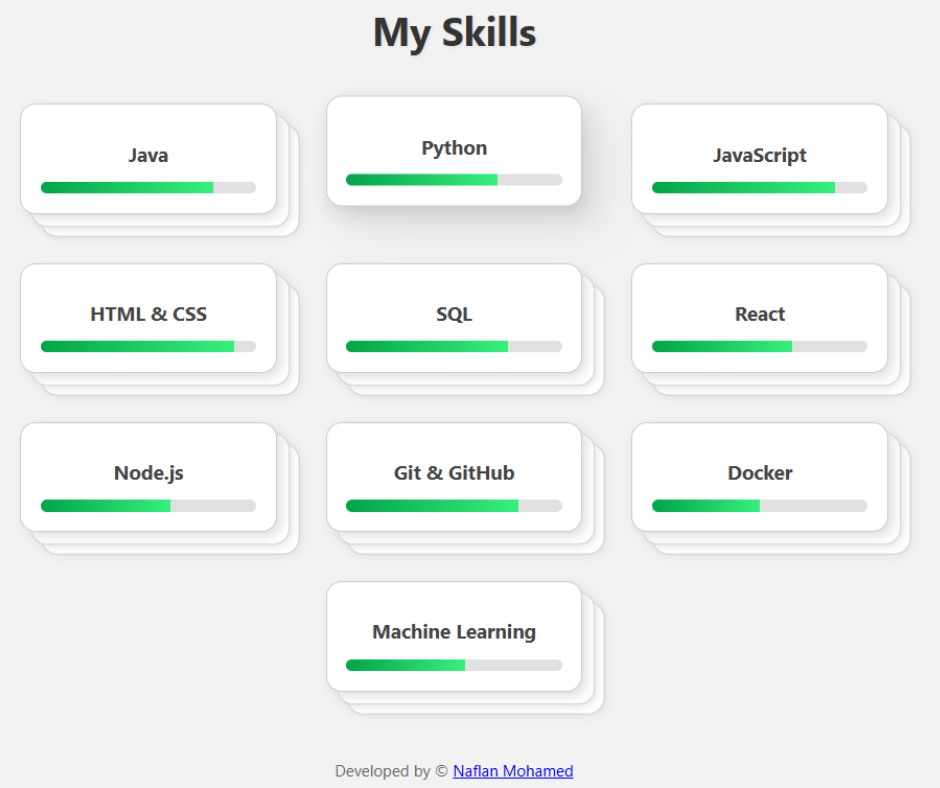 My Skills
Java
Python
JavaScript
HTML & CSS
SQL
React
Node.js
Git & GitHub
Docker
Machine Learning
Developed by © Naflan Mohamed